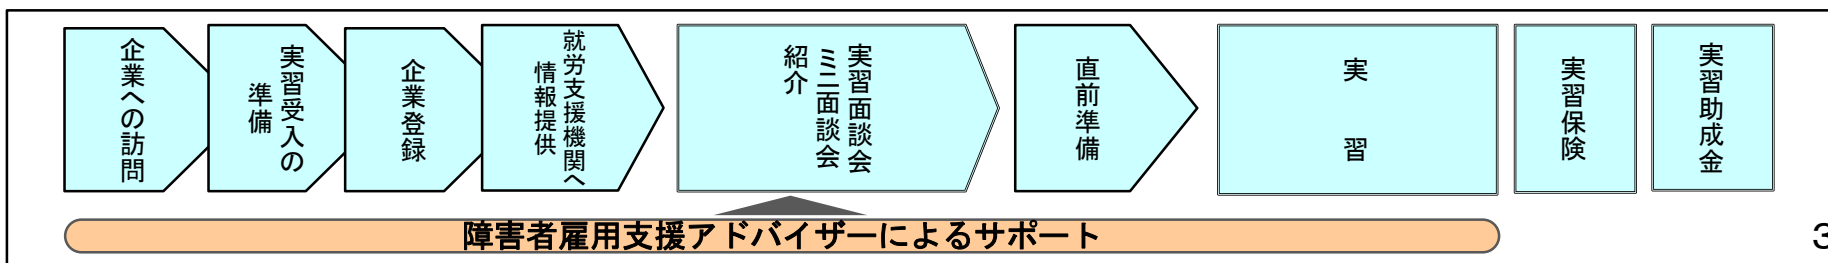 企業への訪問
実習受入の
準備
企業登録
就労支援機関へ
情報提供
実習面談会
ミニ面談会
紹介
直前準備
実習
実習保険
実習助成金
障害者雇用支援アドバイザーによるサポート
3